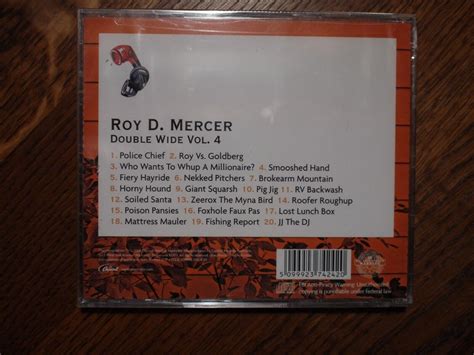 ROY D. MERCER
DOUBLE WIDE VOL. 4
1 Police Chief 2 Roy Vs. Goldberg
3 Who Wants To Whup A Millionaire? 4 Smooshed Hand
5 Fiery Hayride 6 Nekked Pitchers 7 Brokearm Mountain
8 Horny Hound 9 Giant Squarsh 10 Pig Jig 11 RV Backwash
12 Soiled Santa 13 Zeerox The Myna Bird 14 Roofer Roughup
15 Poison Pansies 16 Foxhole Faux Pas 17 Lost Lunch Box
18 Mattress Mauler 19 Fishing Report 20 JJ The DJ
Capitol
5 099923 742420